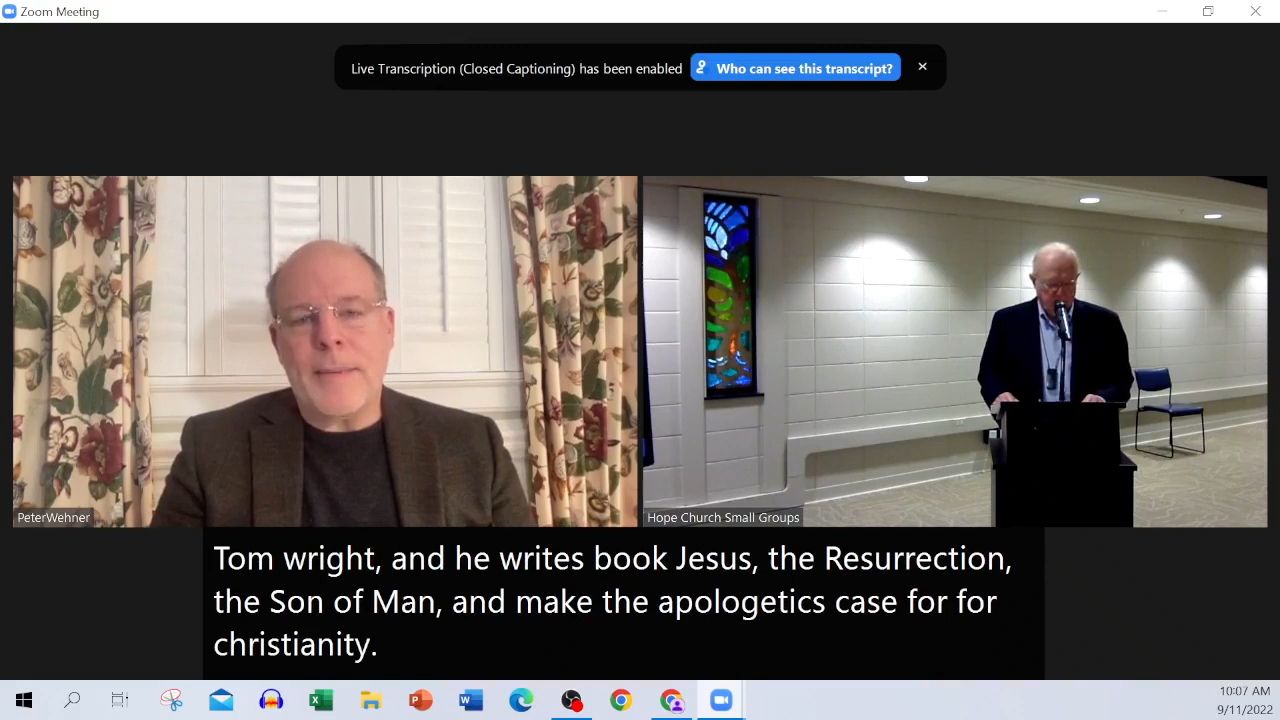 Zoom Meeting
Live Transcription (Closed Captioning) has been enabled Who can see this transcript?
PeterWehner
Hope Church Small Groups
Tom wright, and he writes book Jesus, the Resurrection,
the Son of Man, and make the apologetics case for for
christianity.
10:07 AM
9/11/2022